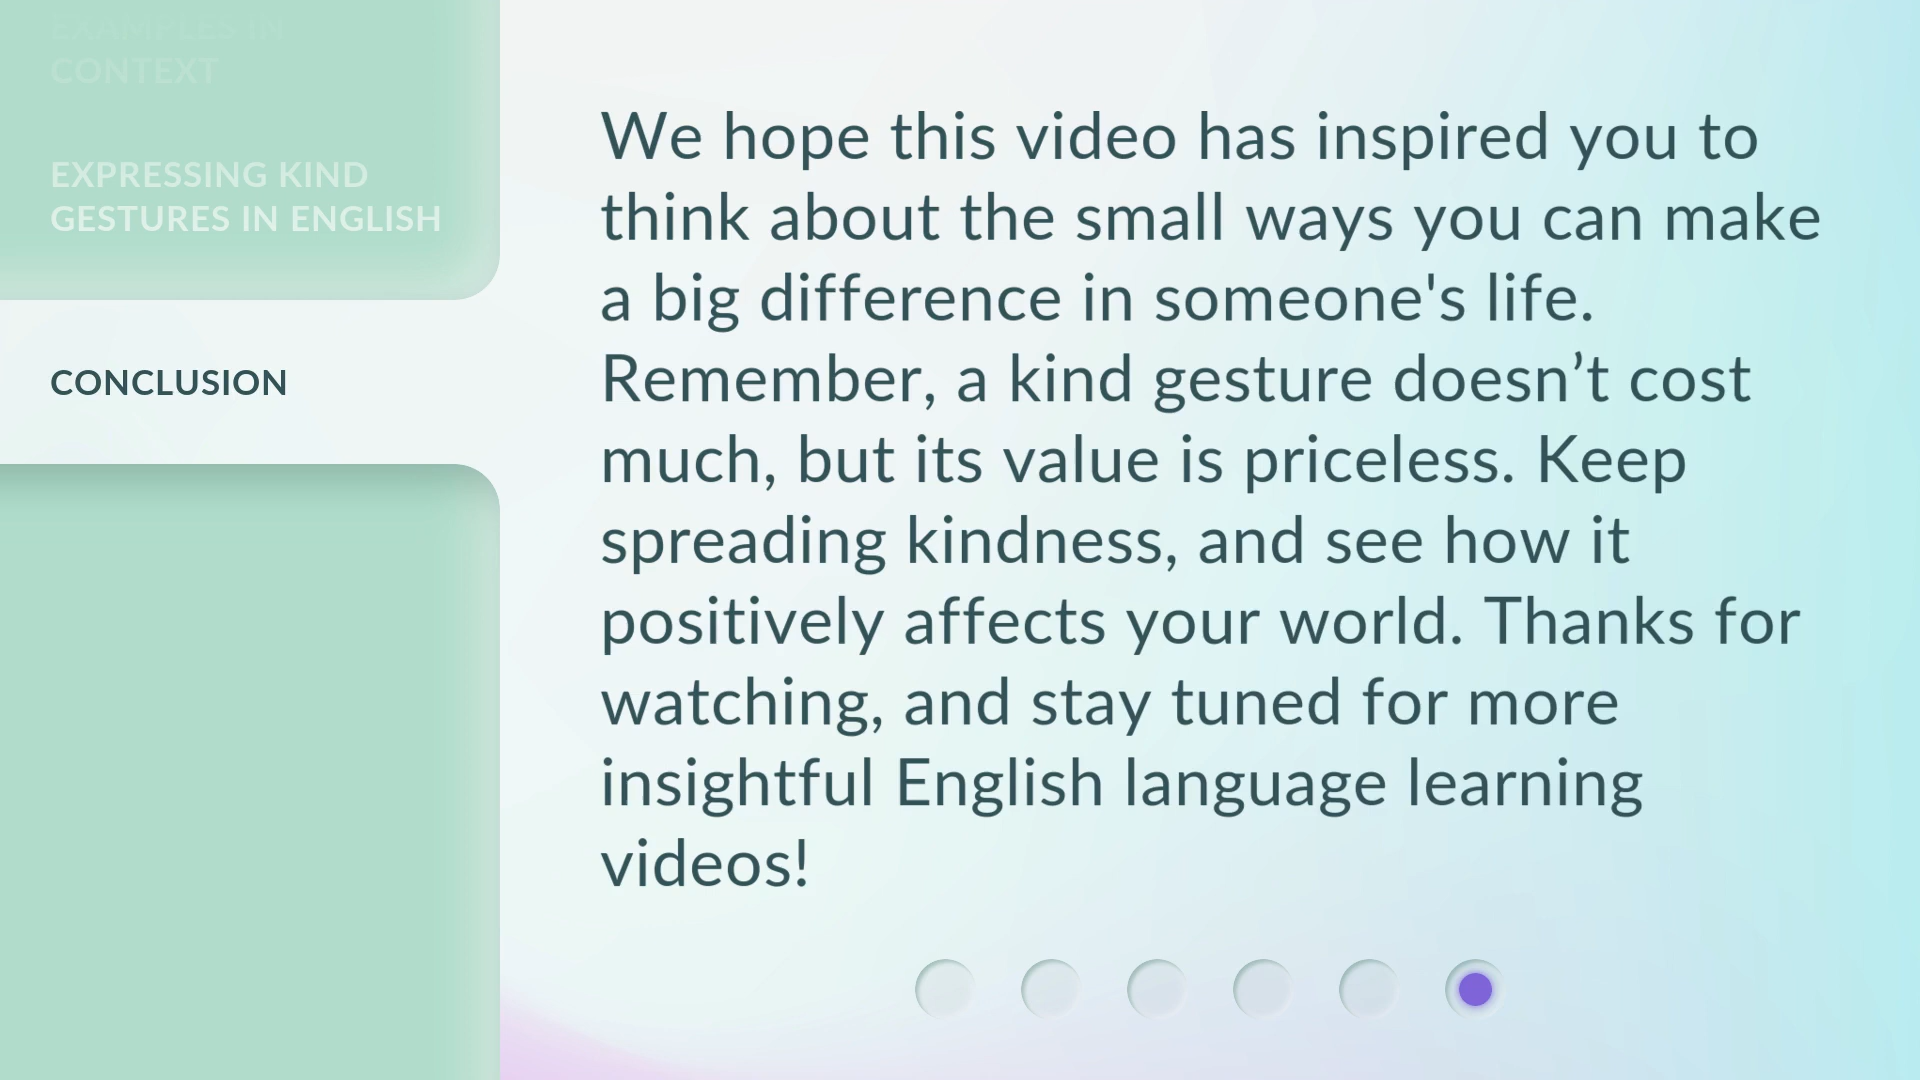 EXAMPLES IN
CONTEXT
EXPRESSING KIND
GESTURES IN ENGLISH
CONCLUSION
We hope this video has inspired you to
think about the small ways you can make
a big difference in someone's life.
Remember, a kind gesture doesn’t cost
much, but its value is priceless. Keep
spreading kindness, and see how it
positively affects your world. Thanks for
watching, and stay tuned for more
insightful English language learning
videos!